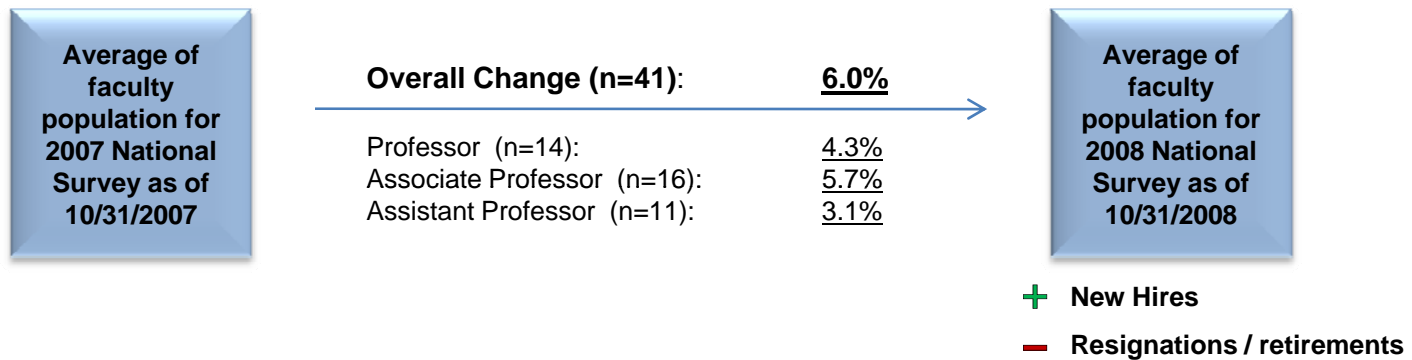 Average of
faculty
population for
2007 National
Survey as of
10/31/2007
Overall Change (n=41): 6.0%
Professor (n=14): 4.3%
Associate Professor (n=16): 5.7%
Assistant Professor (n=11): 3.1%
Average of
faculty
population for
2008 National
Survey as of
10/31/2008
New Hires
Resignations / retirements